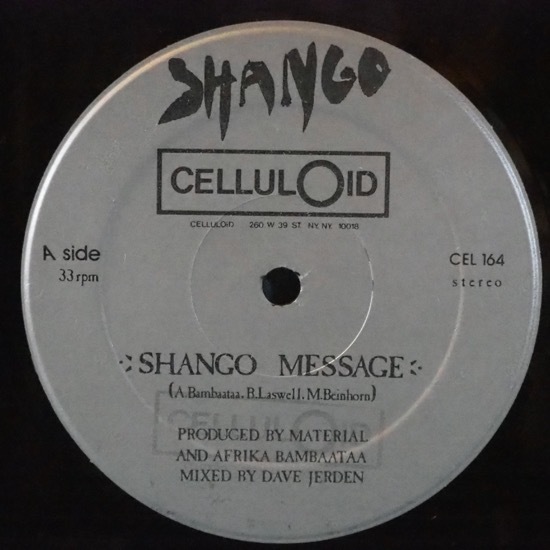 SHANGO
CELLULOID
CELLULOID 260 W 39 ST NY. NY. 10018
A side
33 rpm
CEL 164
stereo
SHANGO MESSAGE
(A.Bambaataa, B.Laswell, M.Beinhorn)
CELLULOID
PRODUCED BY MATERIAL
AND AFRIKA BAMBAATAA
MIXED BY DAVE JERDEN